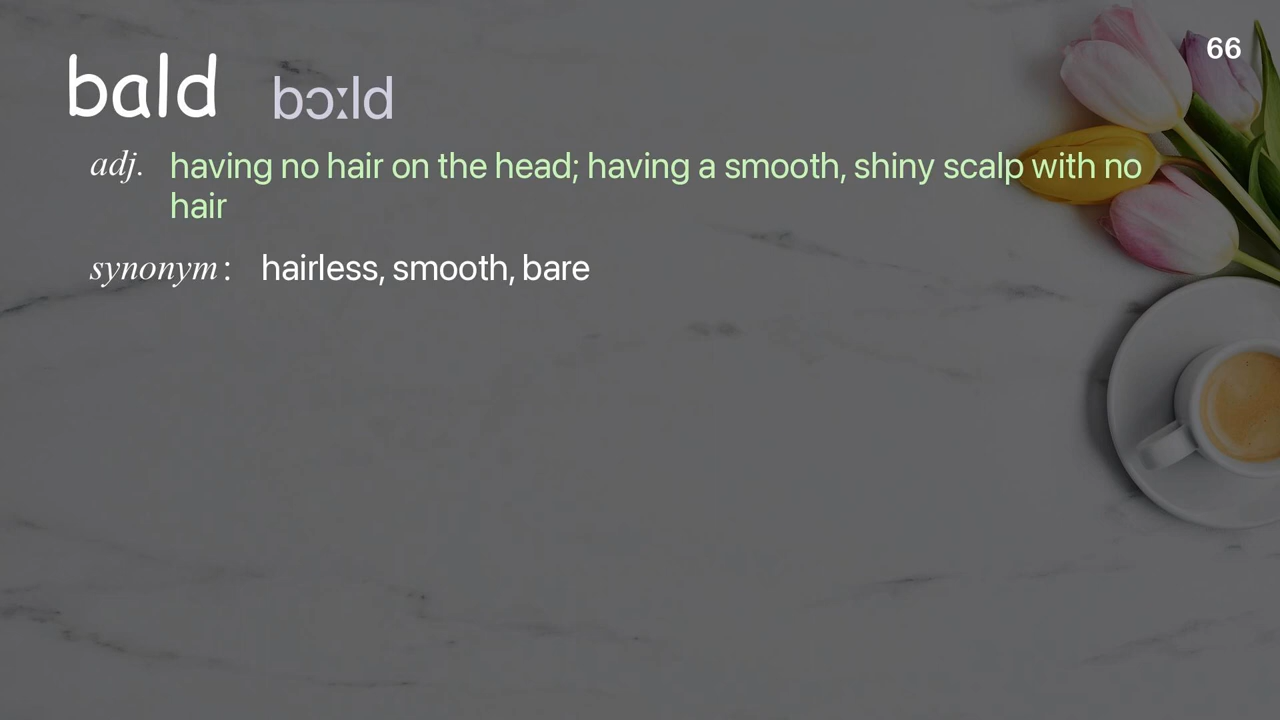 66
bald bɔːld
adj. having no hair on the head; having a smooth, shiny scalp with no
hair
synonym: hairless, smooth, bare